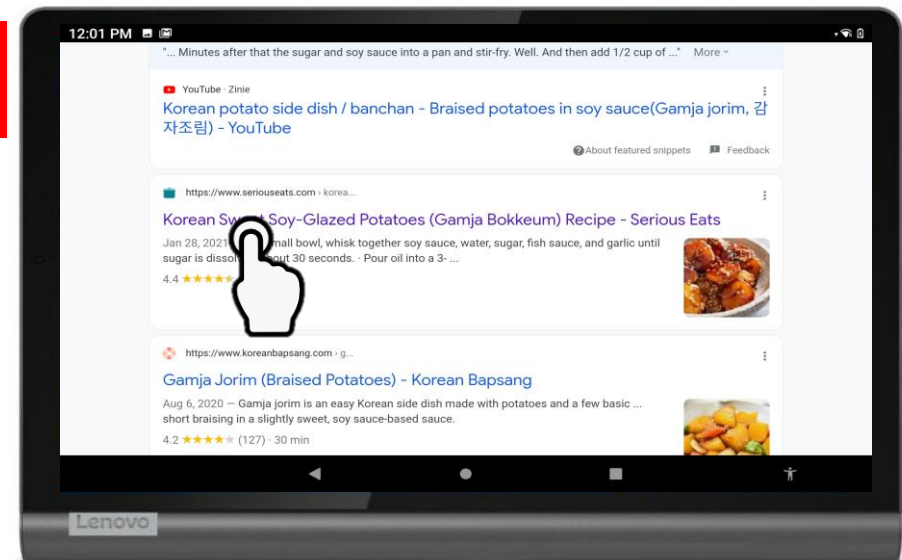 12:01 PM
"... Minutes after that the sugar and soy sauce into a pan and stir-fry. Well. And then add 1/2 cup of ..." More
YouTube · Zinie
Korean potato side dish / banchan - Braised potatoes in soy sauce(Gamja jorim, 감
자조림) - YouTube
About featured snippets Feedback
https://www.seriouseats.com › korea...
Korean Soy-Glazed Potatoes (Gamja Bokkeum) Recipe - Serious Eats
Jan 28, 2021 bowl, whisk together soy sauce, water, sugar, fish sauce, and garlic until
sugar is 30 seconds. · Pour oil into a 3- ...
4.4
https://www.koreanbapsang.com › g...
Gamja Jorim (Braised Potatoes) - Korean Bapsang
Aug 6, 2020 — Gamja jorim is an easy Korean side dish made with potatoes and a few basic ...
short braising in a slightly sweet, soy sauce-based sauce.
4.2 ★★★★★ (127) · 30 min
Lenovo